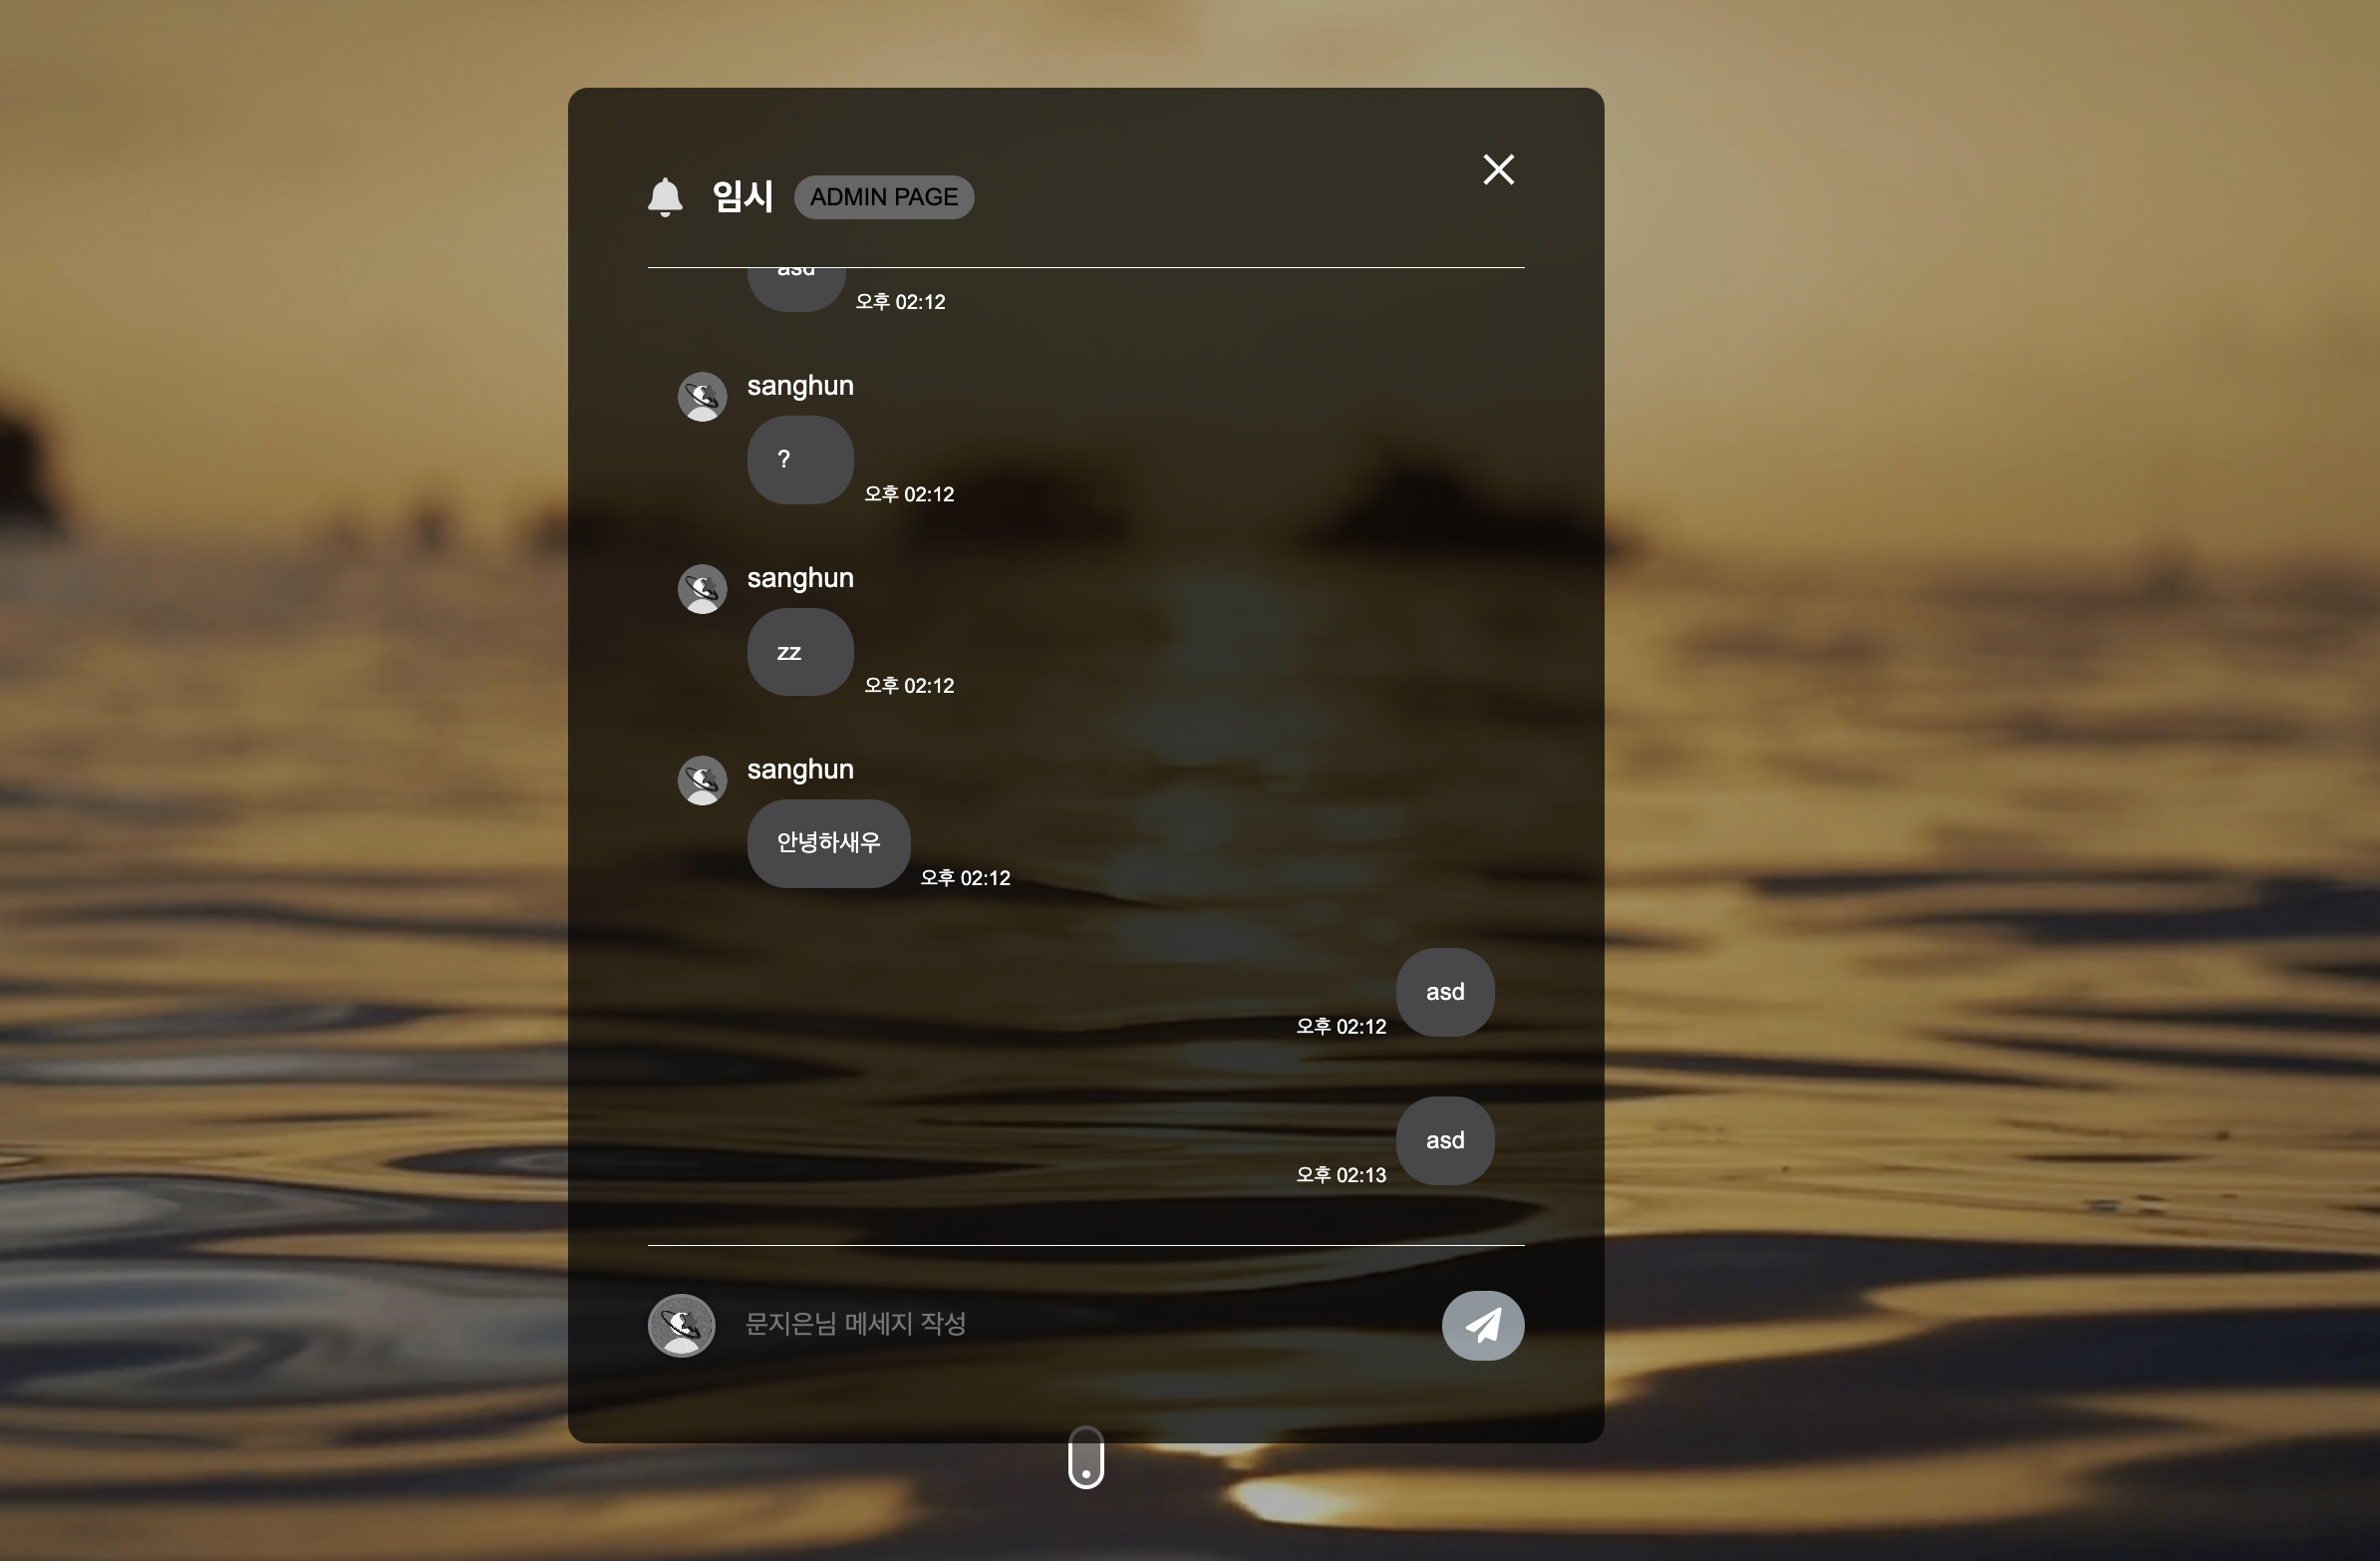 임시 ADMIN PAGE
asd
오후 02:12
sanghun
?
오후 02:12
sanghun
zz
오후 02:12
sanghun
안녕하새우
오후 02:12
asd
오후 02:12
asd
오후 02:13
문지은님 메세지 작성